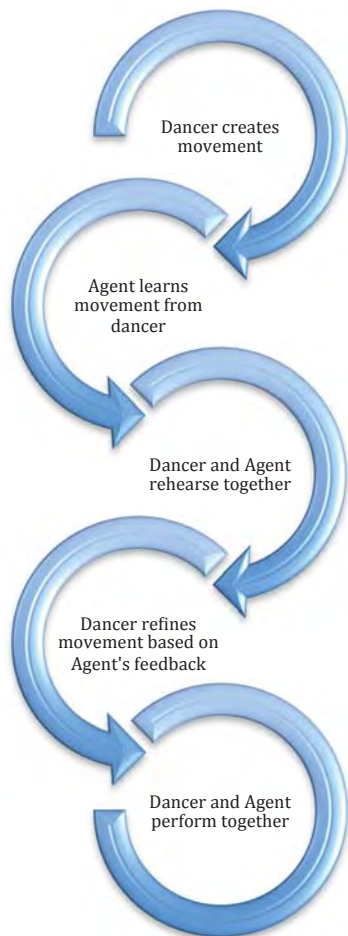 Dancer creates
movement
Agent learns
movement from
dancer
Dancer and Agent
rehearse together
Dancer refines
movement based on
Agent's feedback
Dancer and Agent
perform together